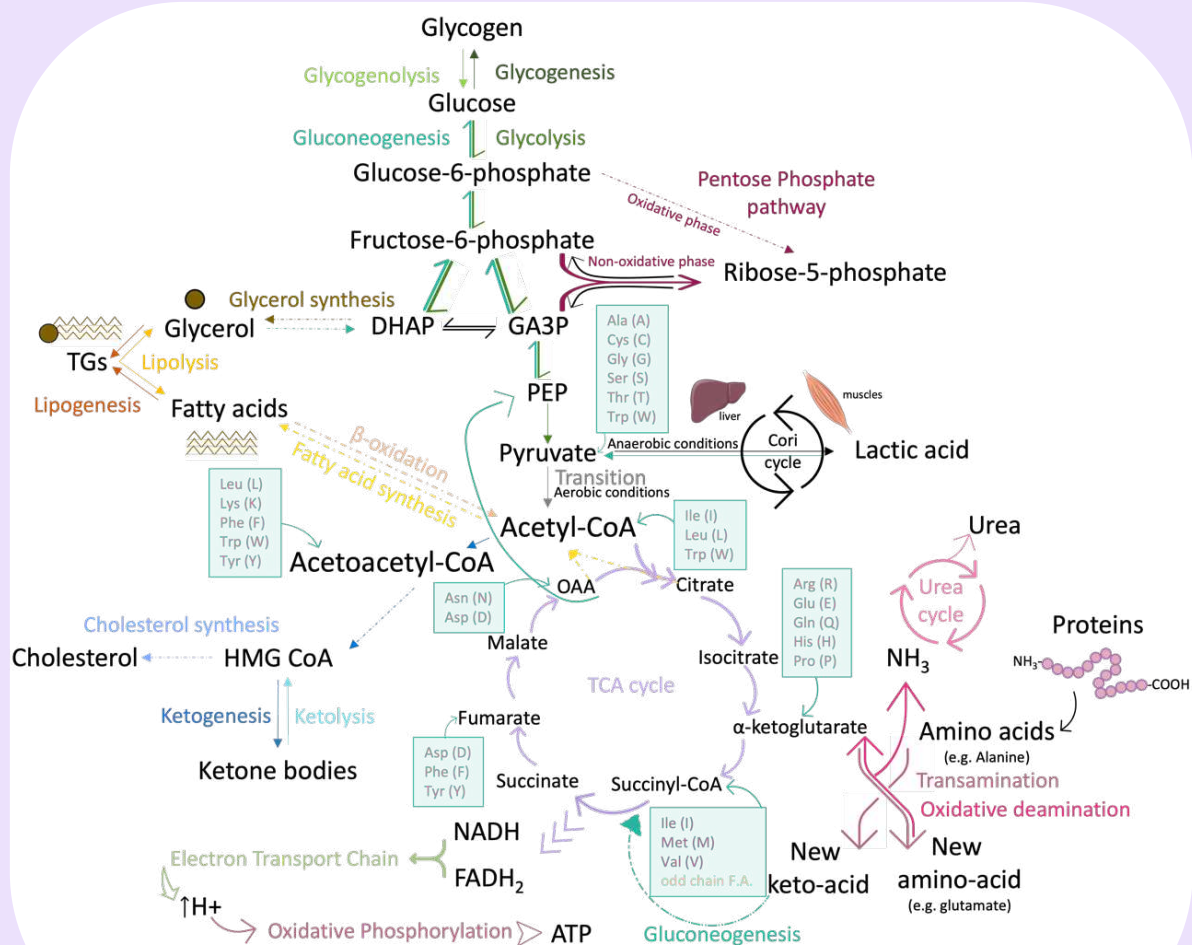 Glycogen
Glycogenolysis
Glycogenesis
Glucose
Gluconeogenesis
Glycolysis
Glucose-6-phosphate
Pentose Phosphate
pathway
Oxidative phase
Fructose-6-phosphate
Non-oxidative phase
Ribose-5-phosphate
Glycerol synthesis
Glycerol
DHAP
GA3P
TGs
Lipolysis
Lipogenesis
Fatty acids
PEP
Ala (A)
Cys (C)
Gly (G)
Ser (S)
Thr (T)
Trp (W)
liver
muscles
β-oxidation
Fatty acid synthesis
Pyruvate
Anaerobic conditions
Cori
cycle
Lactic acid
Transition
Aerobic conditions
Leu (L)
Lys (K)
Phe (F)
Trp (W)
Tyr (Y)
Acetyl-CoA
Ile (I)
Leu (L)
Trp (W)
Acetoacetyl-CoA
Asn (N)
Asp (D)
OAA
Citrate
Arg (R)
Glu (E)
Gln (Q)
His (H)
Pro (P)
Urea
Urea
cycle
Proteins
NH3-
-COOH
NH3
Cholesterol synthesis
Cholesterol
HMG CoA
Malate
Isocitrate
TCA cycle
Ketogenesis
Ketolysis
Ketone bodies
Fumarate
Asp (D)
Phe (F)
Tyr (Y)
α-ketoglutarate
Amino acids
(e.g. Alanine)
Transamination
Oxidative deamination
Succinate
Succinyl-CoA
Ile (I)
Met (M)
Val (V)
odd chain F.A.
NADH
FADH2
New
keto-acid
New
amino-acid
(e.g. glutamate)
Electron Transport Chain
↑H+
Oxidative Phosphorylation
ATP
Gluconeogenesis